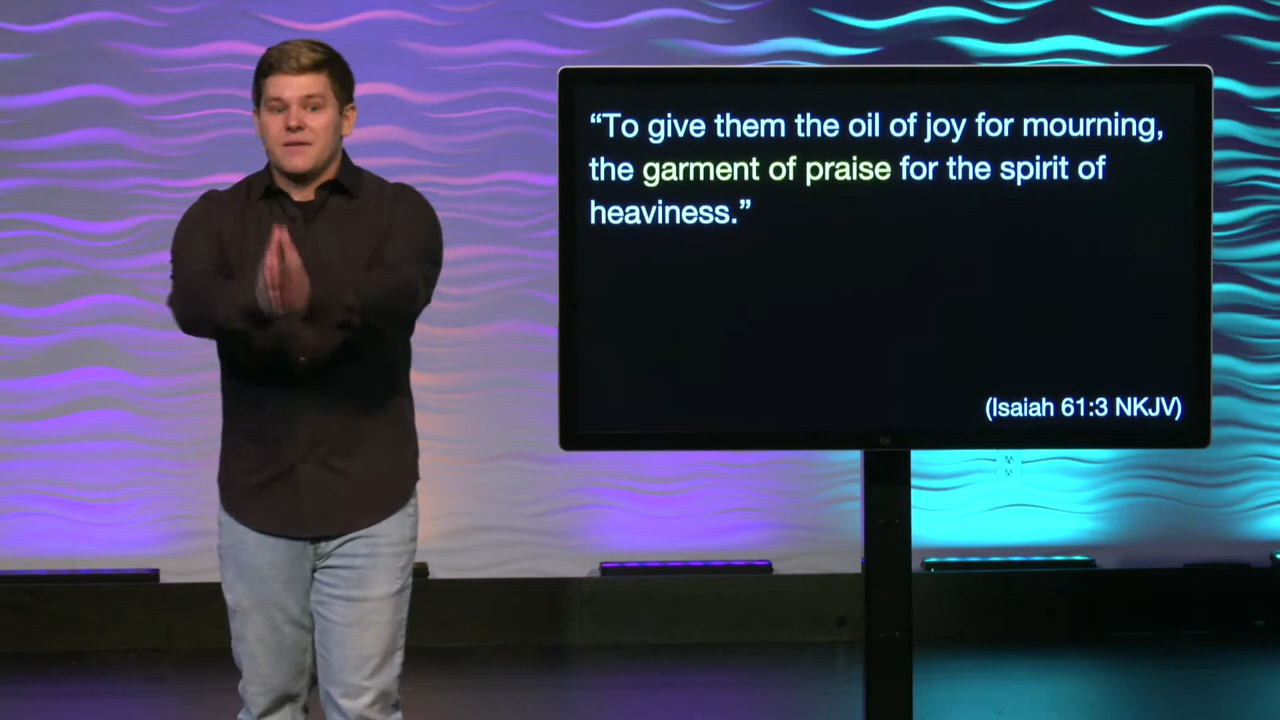 “To give them the oil of joy for mourning,
the garment of praise for the spirit of
heaviness.”
(Isaiah 61:3 NKJV)